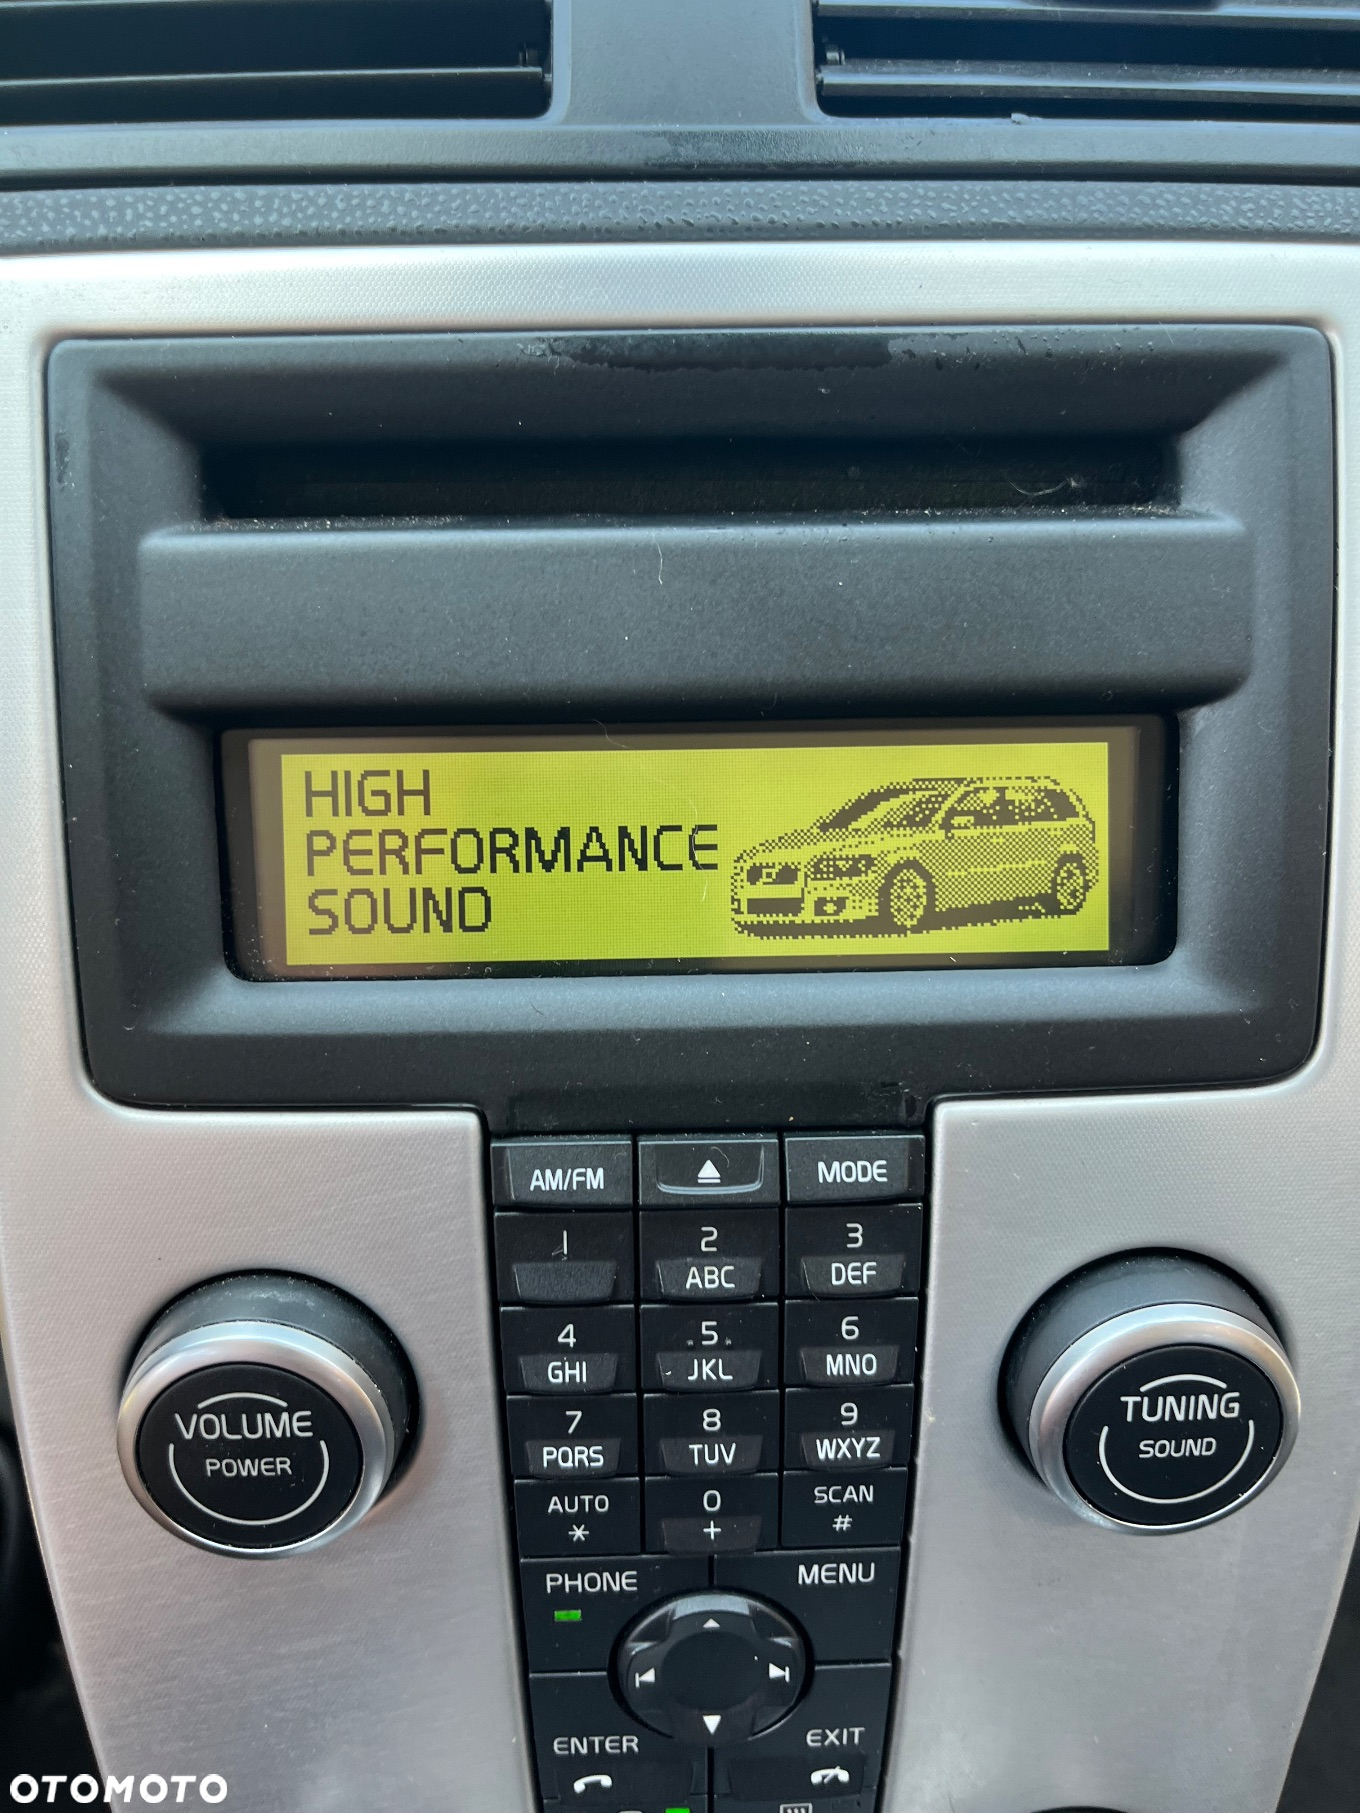 HIGH
PERFORMANCE
SOUND
AM/FM
MODE
1
2
3
ABC
DEF
4
5
6
GHI
JKL
MNO
7
8
9
PQRS
TUV
WXYZ
AUTO
0
SCAN
*
+
#
VOLUME
POWER
TUNING
SOUND
PHONE
MENU
ENTER
EXIT
OTOMOTO